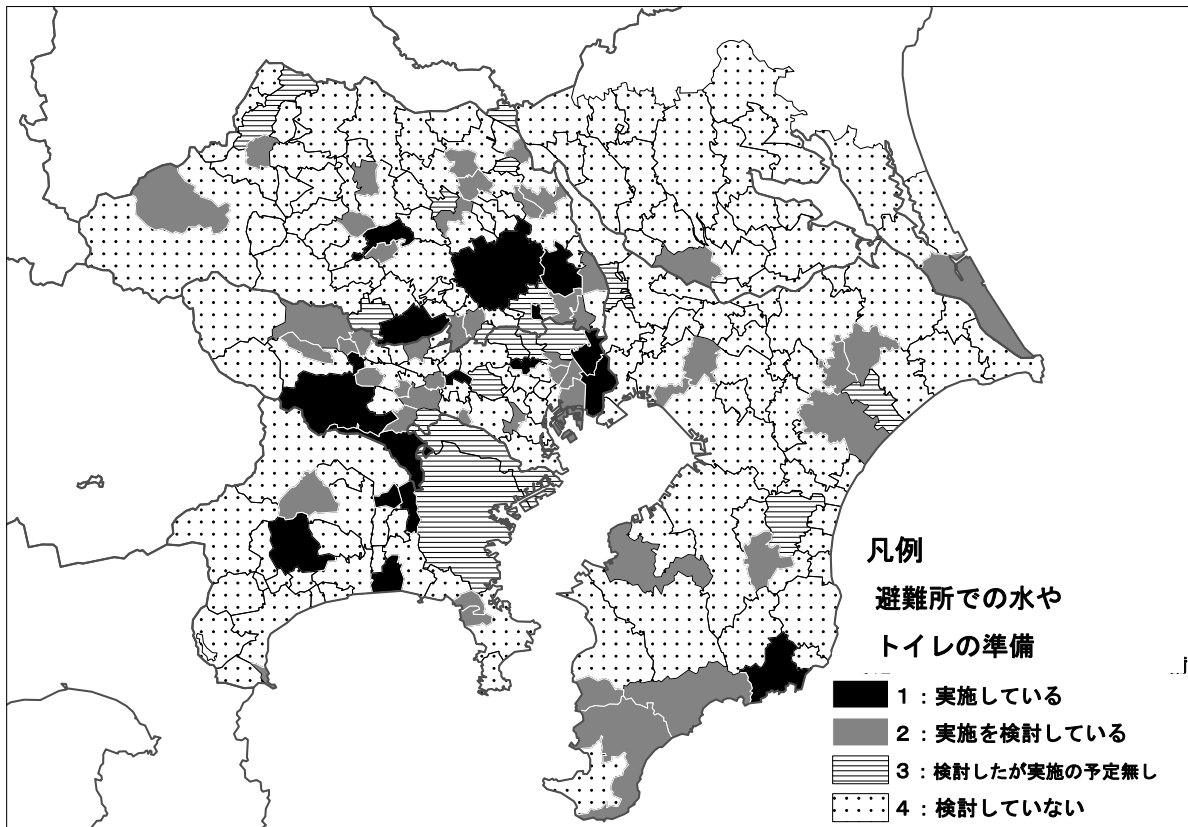 凡例
避難所での水や
トイレの準備
1：実施している
2：実施を検討している
3：検討したが実施の予定無し
4：検討していない